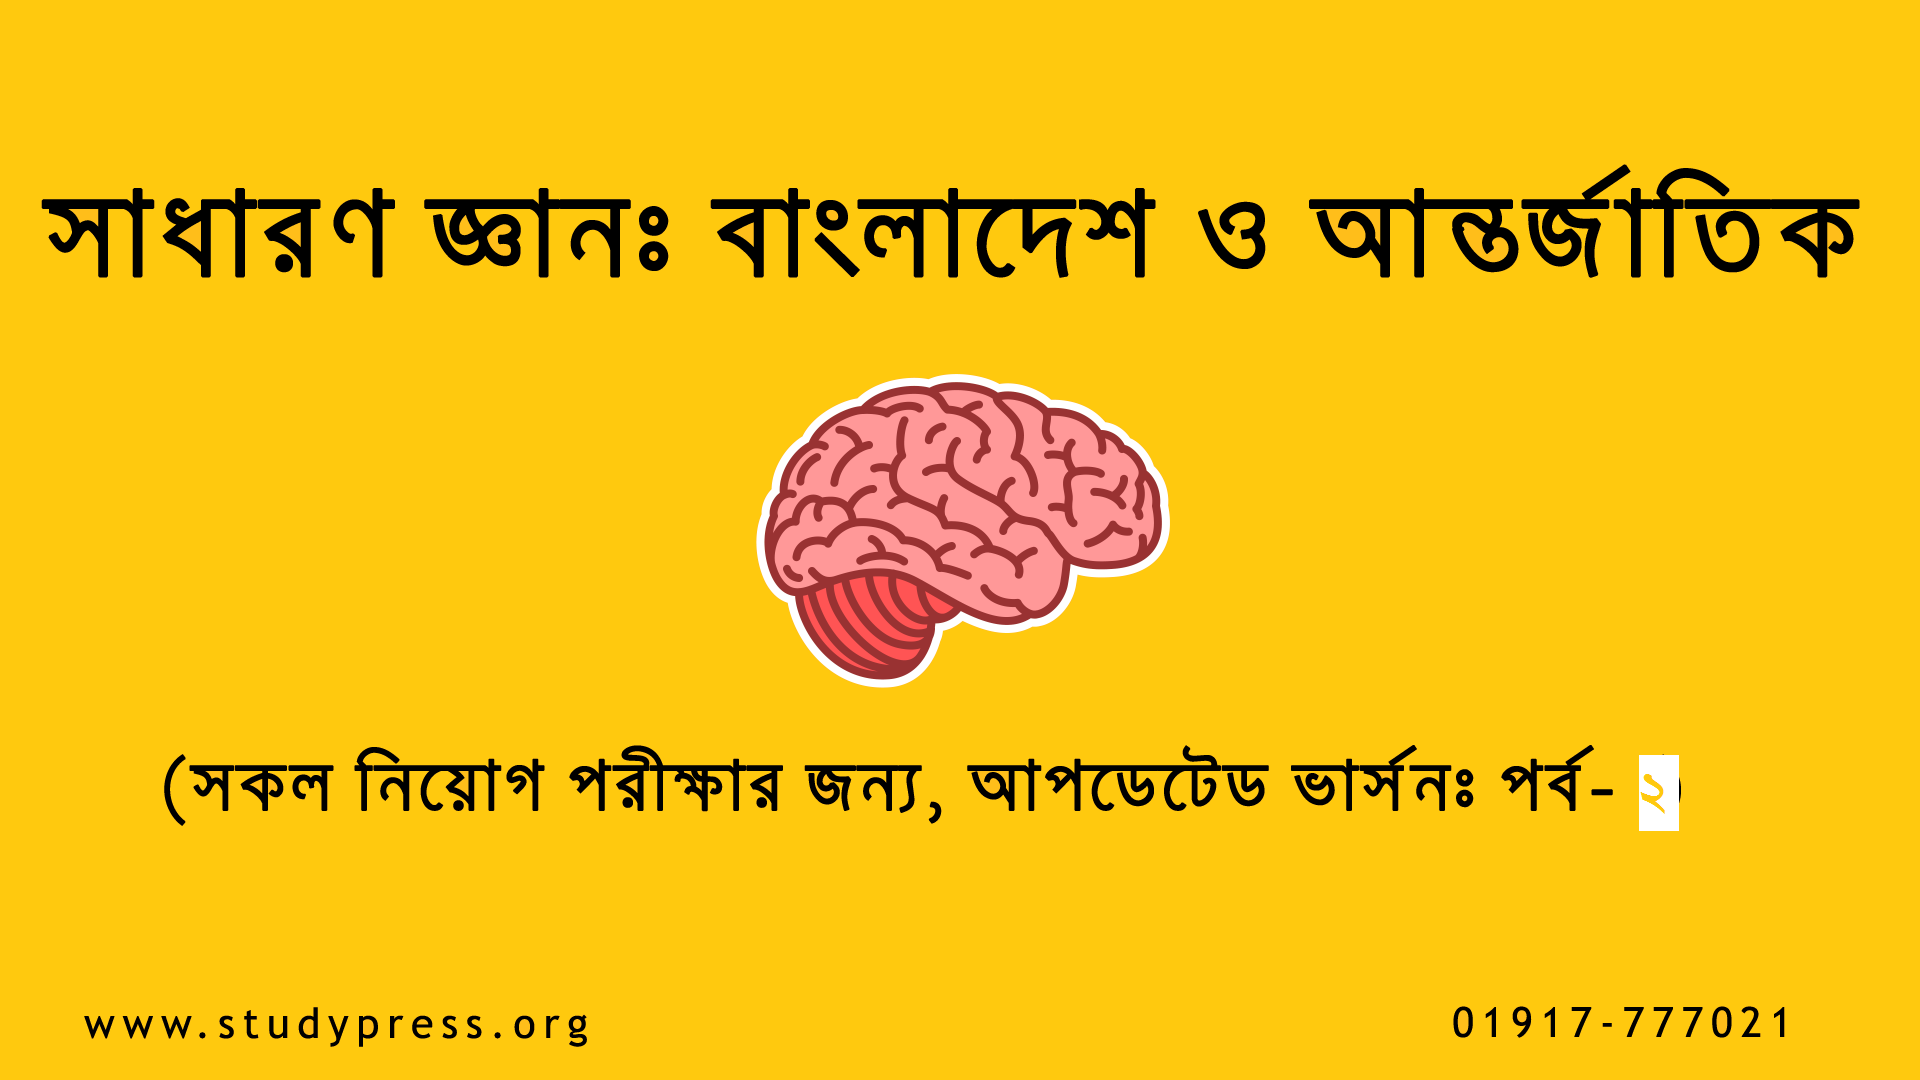 সাধারণ জ্ঞানঃ বাংলাদেশ ও আন্তর্জাতিক
(সকল নিয়োগ পরীক্ষার জন্য, আপডেটেড ভার্সনঃ পর্ব- ২)
www.studypress.org
01917-777021